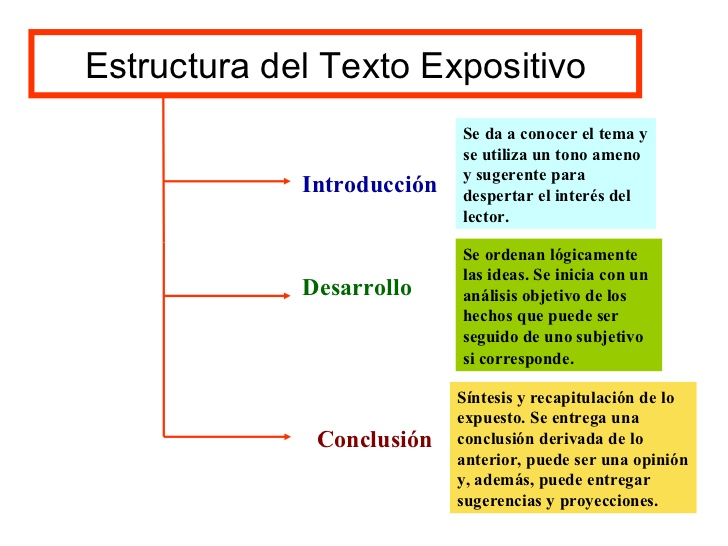 Estructura del Texto Expositivo
Introducción
Se da a conocer el tema y
se utiliza un tono ameno
y sugerente para
despertar el interés del
lector.
Desarrollo
Se ordenan lógicamente
las ideas. Se inicia con un
análisis objetivo de los
hechos que puede ser
seguido de uno subjetivo
si corresponde.
Conclusión
Síntesis y recapitulación de lo
expuesto. Se entrega una
conclusión derivada de lo
anterior, puede ser una opinión
y, además, puede entregar
sugerencias y proyecciones.